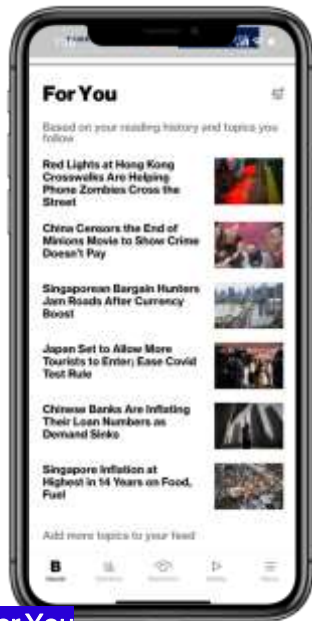 For You
Based on your reading history and topics you
follow
Red Lights at Hong Kong
Crosswalks Are Helping
Phone Zombies Cross the
Street
China Censors the End of
Minions Movie to Show Crime
Doesn't Pay
Singaporean Bargain Hunters
Jam Roads After Currency
Boost
Japan Set to Allow More
Tourists to Enter; Ease Covid
Test Rule
Chinese Banks Are Inflating
Their Loan Numbers as
Demand Sinks
Singapore Inflation at
Highest in 14 Years on Food,
Fuel
Add more topics to your feed
B
For You